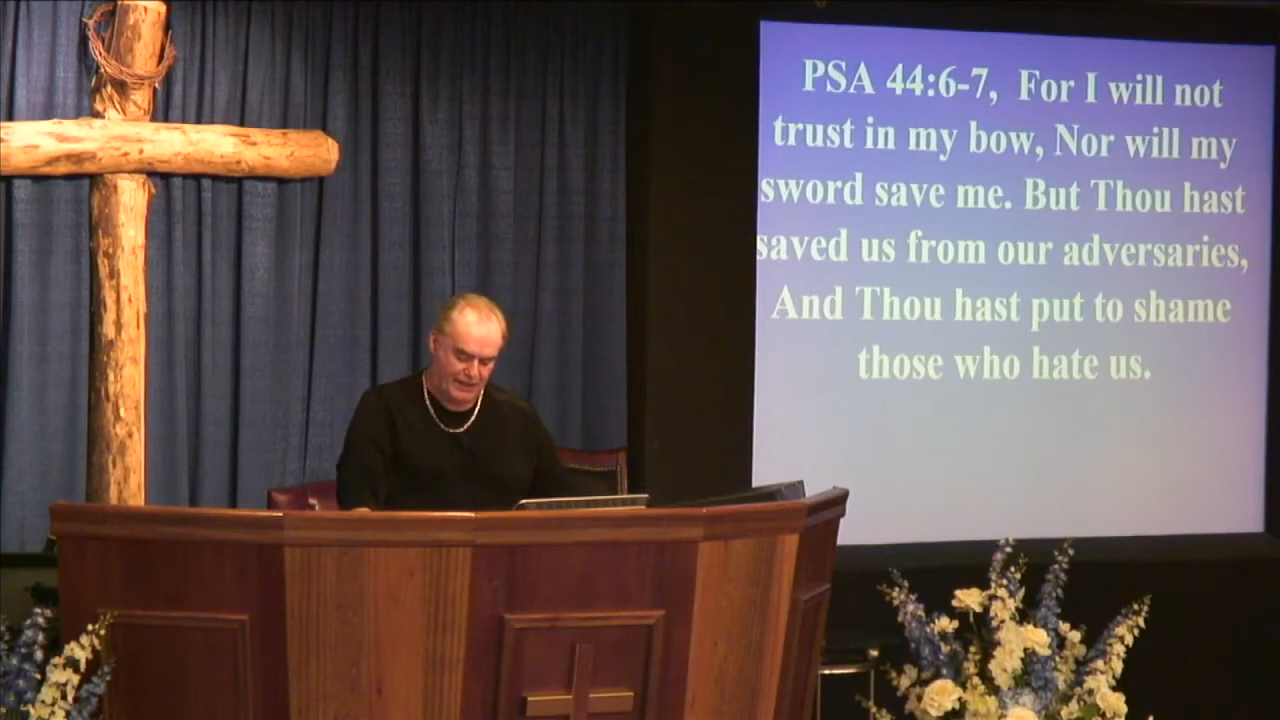 PSA 44:6-7, For I will not
trust in my bow, Nor will my
sword save me. But Thou hast
saved us from our adversaries,
And Thou hast put to shame
those who hate us.